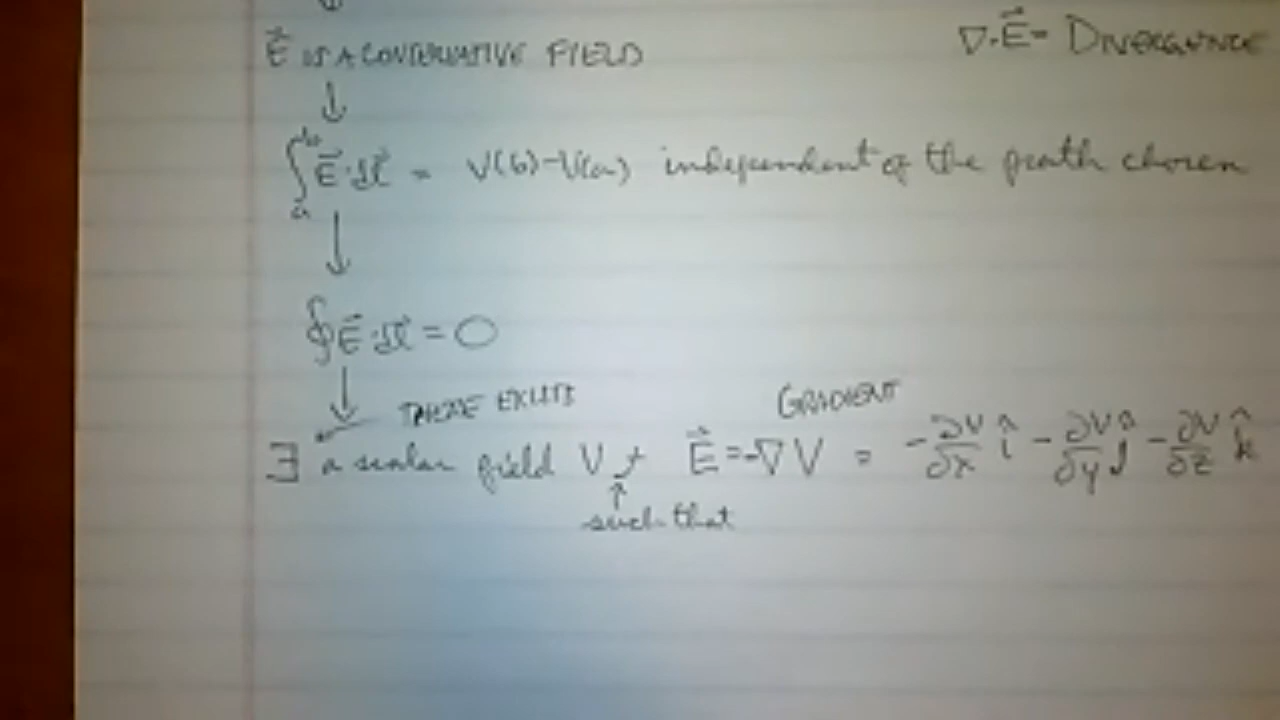 ∇·E⃗ = DIVERGENCE
E⃗ IS A CONSERVATIVE FIELD
↓
∫ₐᵇ E⃗·dl⃗ = V(b)-V(a) independent of the path chosen
↓
∮E⃗·dl⃗ = 0
↓
THERE EXISTS GRADIENT
∃ a scalar field V ϶ E⃗ = -∇V = -∂V/∂x î - ∂V/∂y ĵ - ∂V/∂z k̂
↑
such that